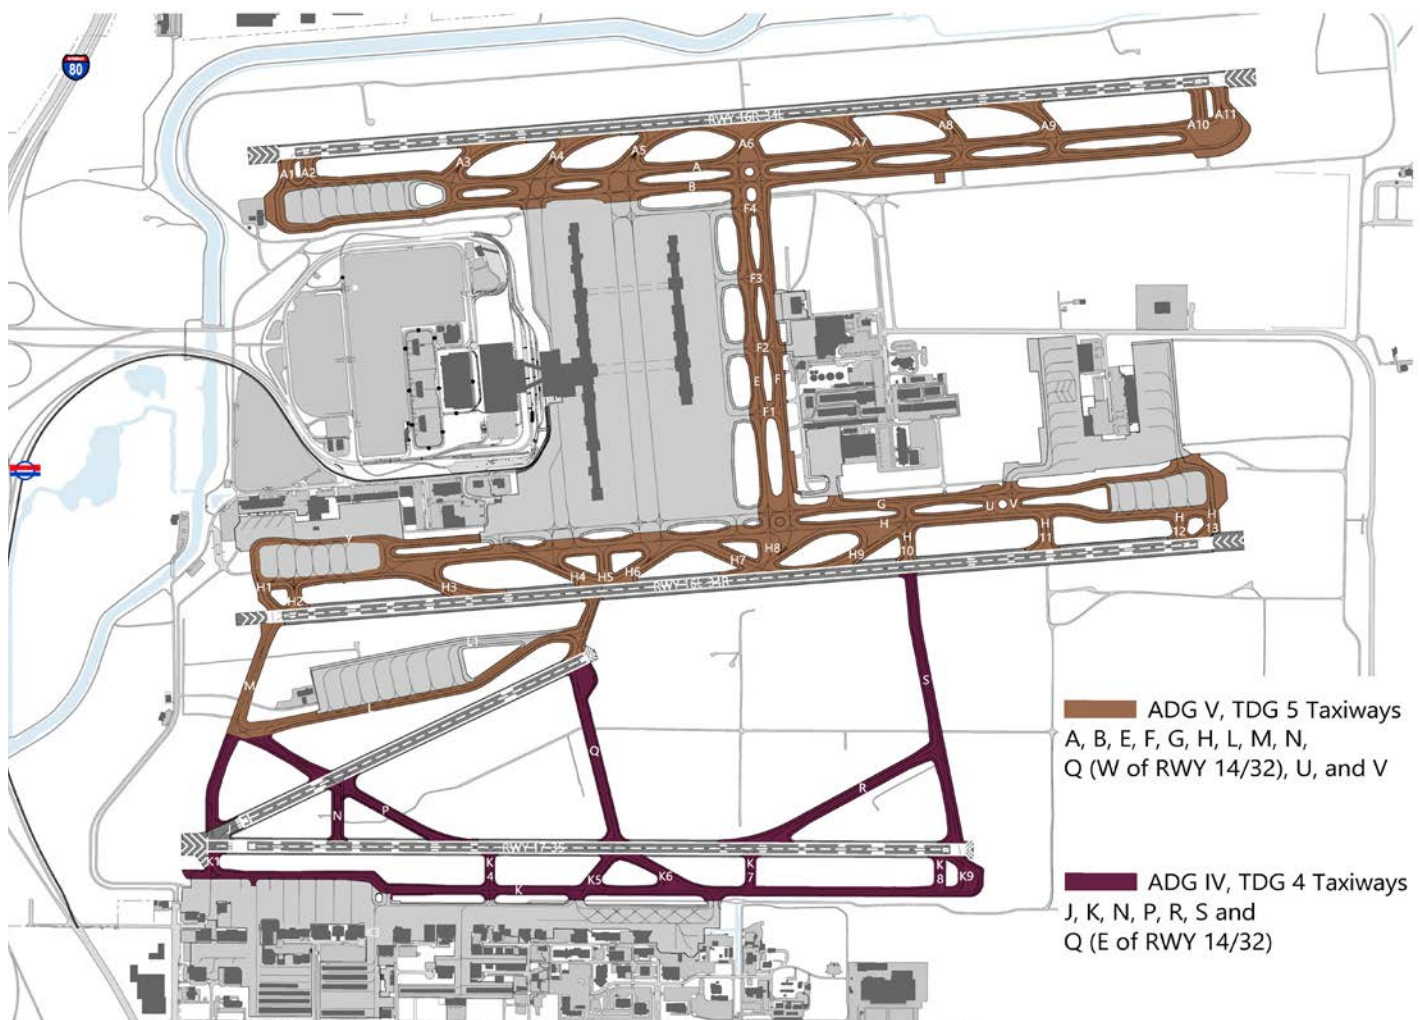 80
RWY 16R-34L
A1
A2
A3
A4
A5
A6
A7
A8
A9
A10
A11
A
B
F4
F3
F2
E
F
F1
G
U
V
H
H
10
H
11
H
12
H
13
Y
H1
H2
H3
H4
H5
H6
H7
H8
H9
RWY 16L-34R
L1
M
L
Q
S
N
P
R
RWY 17-35
K1
K
4
K
K5
K6
K
7
K
8
K9
ADG V, TDG 5 Taxiways
A, B, E, F, G, H, L, M, N,
Q (W of RWY 14/32), U, and V
ADG IV, TDG 4 Taxiways
J, K, N, P, R, S and
Q (E of RWY 14/32)